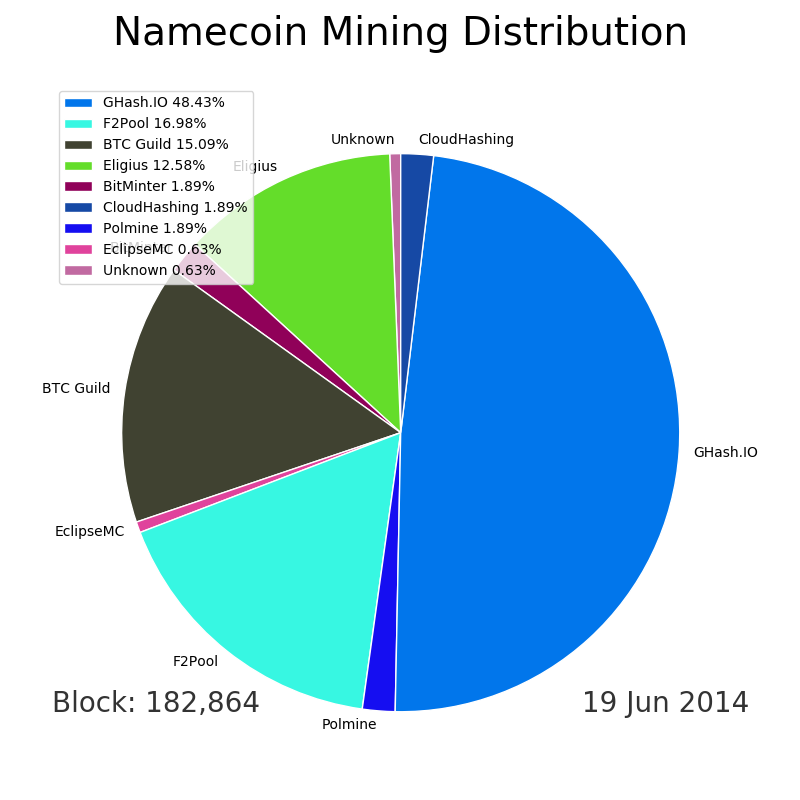 Namecoin Mining Distribution
GHash.IO 48.43%
F2Pool 16.98%
BTC Guild 15.09%
Eligius 12.58%
BitMinter 1.89%
CloudHashing 1.89%
Polmine 1.89%
EclipseMC 0.63%
Unknown 0.63%
Unknown
CloudHashing
Eligius
BTC Guild
GHash.IO
EclipseMC
F2Pool
Polmine
Block: 182,864
19 Jun 2014